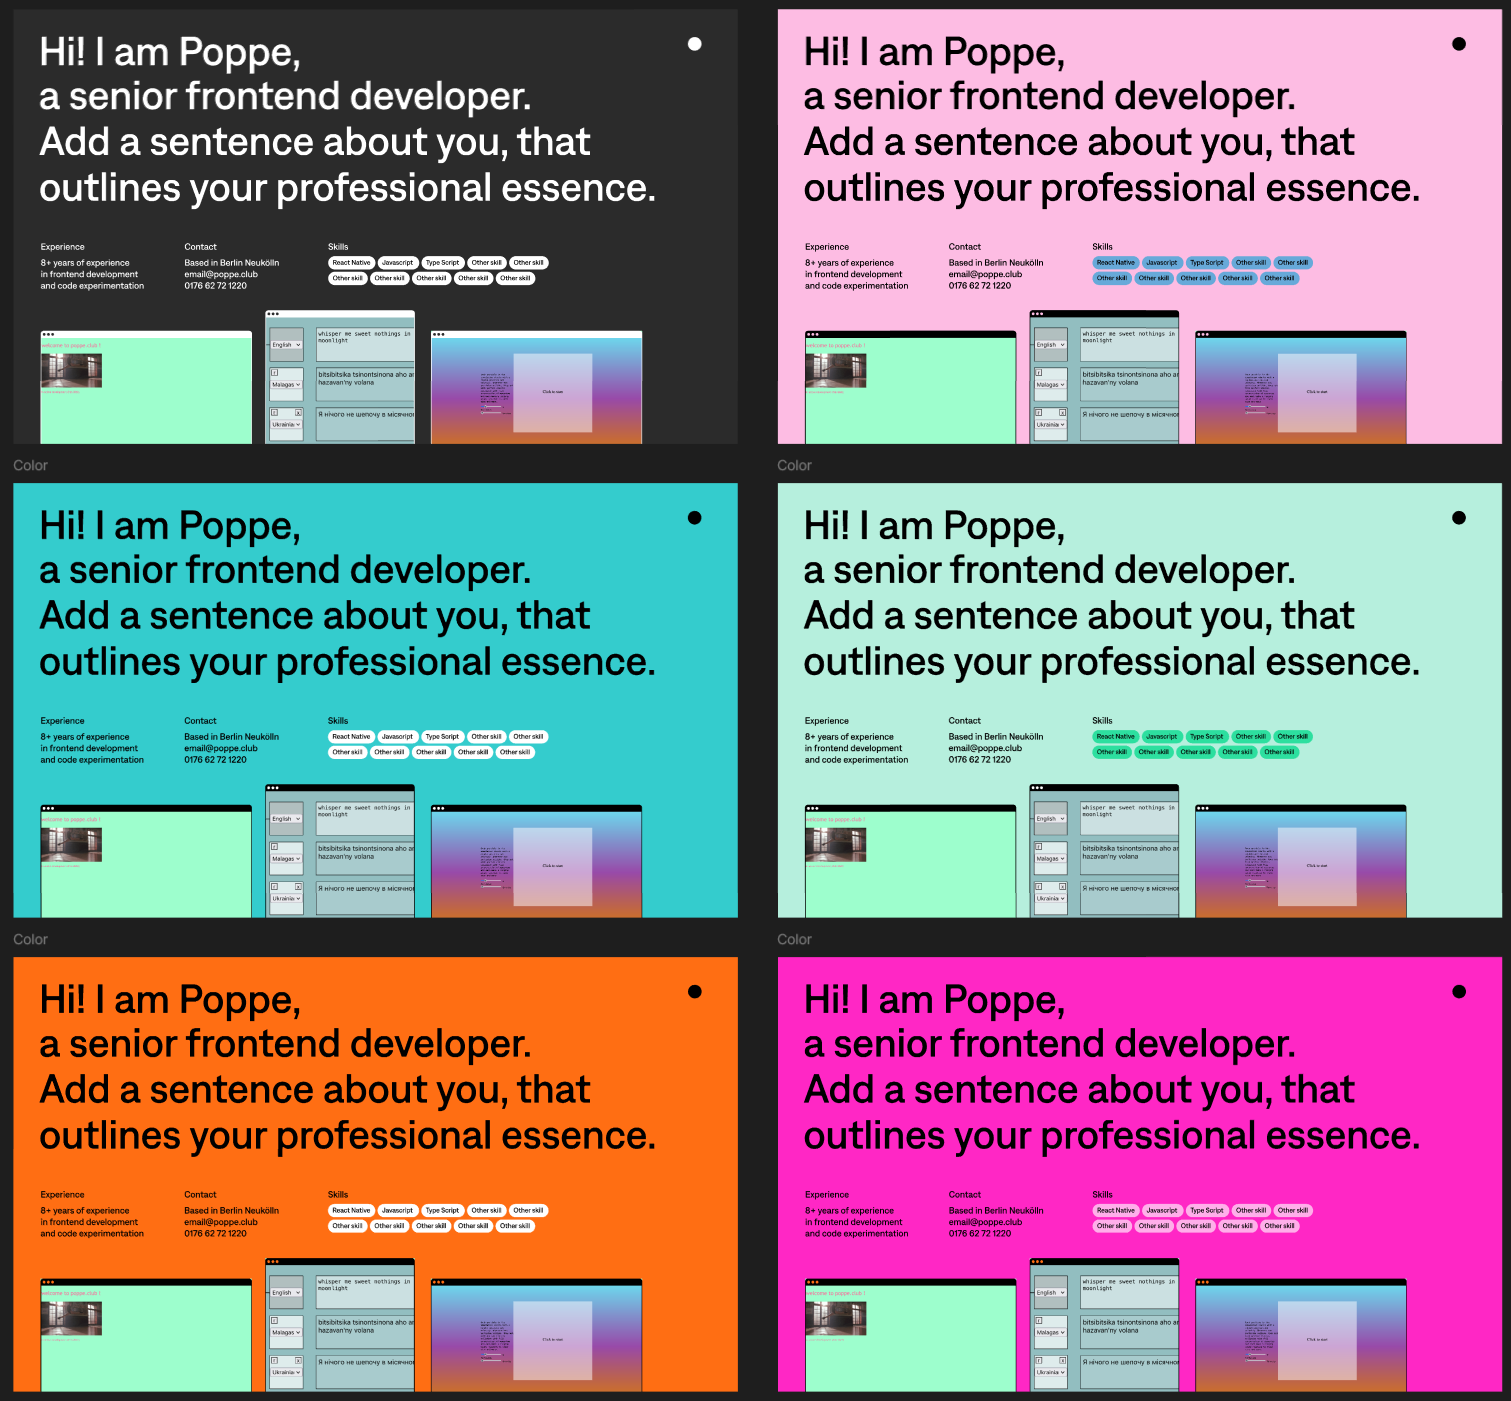 Hi! I am Poppe,
a senior frontend developer.
Add a sentence about you, that
outlines your professional essence.
Experience
8+ years of experience
in frontend development
and code experimentation
Contact
Based in Berlin Neukölln
email@poppe.club
0176 62 72 1220
Skills
React Native Javascript Type Script Other skill Other skill
Other skill Other skill Other skill Other skill Other skill
welcome to poppe.club !
English
whisper me sweet nothings in
moonlight
Malagas
bitsibitsika tsinontsinona aho ar
hazavan'ny volana
x
Ukrainia
Я нічого не шепочу в місячног
Click to start
Hi! I am Poppe,
a senior frontend developer.
Add a sentence about you, that
outlines your professional essence.
Experience
8+ years of experience
in frontend development
and code experimentation
Contact
Based in Berlin Neukölln
email@poppe.club
0176 62 72 1220
Skills
React Native Javascript Type Script Other skill Other skill
Other skill Other skill Other skill Other skill Other skill
welcome to poppe.club !
English
whisper me sweet nothings in
moonlight
Malagas
bitsibitsika tsinontsinona aho ar
hazavan'ny volana
x
Ukrainia
Я нічого не шепочу в місячног
Click to start
Color
Hi! I am Poppe,
a senior frontend developer.
Add a sentence about you, that
outlines your professional essence.
Experience
8+ years of experience
in frontend development
and code experimentation
Contact
Based in Berlin Neukölln
email@poppe.club
0176 62 72 1220
Skills
React Native Javascript Type Script Other skill Other skill
Other skill Other skill Other skill Other skill Other skill
welcome to poppe.club !
English
whisper me sweet nothings in
moonlight
Malagas
bitsibitsika tsinontsinona aho ar
hazavan'ny volana
x
Ukrainia
Я нічого не шепочу в місячног
Click to start
Color
Hi! I am Poppe,
a senior frontend developer.
Add a sentence about you, that
outlines your professional essence.
Experience
8+ years of experience
in frontend development
and code experimentation
Contact
Based in Berlin Neukölln
email@poppe.club
0176 62 72 1220
Skills
React Native Javascript Type Script Other skill Other skill
Other skill Other skill Other skill Other skill Other skill
welcome to poppe.club !
English
whisper me sweet nothings in
moonlight
Malagas
bitsibitsika tsinontsinona aho ar
hazavan'ny volana
x
Ukrainia
Я нічого не шепочу в місячног
Click to start
Color
Hi! I am Poppe,
a senior frontend developer.
Add a sentence about you, that
outlines your professional essence.
Experience
8+ years of experience
in frontend development
and code experimentation
Contact
Based in Berlin Neukölln
email@poppe.club
0176 62 72 1220
Skills
React Native Javascript Type Script Other skill Other skill
Other skill Other skill Other skill Other skill Other skill
welcome to poppe.club !
English
whisper me sweet nothings in
moonlight
Malagas
bitsibitsika tsinontsinona aho ar
hazavan'ny volana
x
Ukrainia
Я нічого не шепочу в місячног
Click to start
Color
Hi! I am Poppe,
a senior frontend developer.
Add a sentence about you, that
outlines your professional essence.
Experience
8+ years of experience
in frontend development
and code experimentation
Contact
Based in Berlin Neukölln
email@poppe.club
0176 62 72 1220
Skills
React Native Javascript Type Script Other skill Other skill
Other skill Other skill Other skill Other skill Other skill
welcome to poppe.club !
English
whisper me sweet nothings in
moonlight
Malagas
bitsibitsika tsinontsinona aho ar
hazavan'ny volana
x
Ukrainia
Я нічого не шепочу в місячног
Click to start